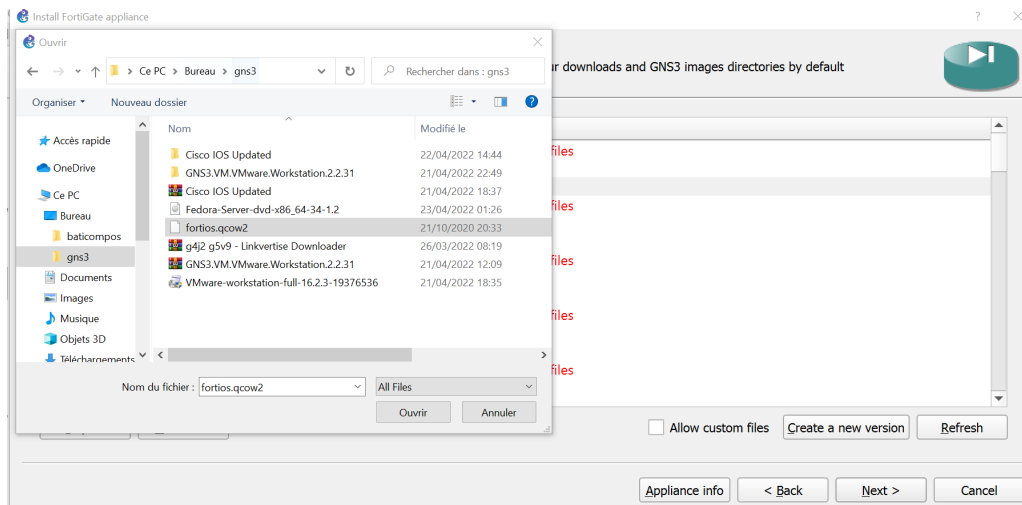 Install FortiGate appliance
?
Ouvrir
Ce PC > Bureau > gns3
Rechercher dans : gns3
r downloads and GNS3 images directories by default
Organiser
Nouveau dossier
?
Nom
Modifié le
Accès rapide
OneDrive
Ce PC
Bureau
baticompos
gns3
Documents
Images
Musique
Objets 3D
Téléchargements
Cisco IOS Updated 22/04/2022 14:44
GNS3.VM.VMware.Workstation.2.2.31 21/04/2022 22:49
Cisco IOS Updated 21/04/2022 18:37
Fedora-Server-dvd-x86_64-34-1.2 23/04/2022 01:26
fortios.qcow2 21/10/2020 20:33
g4j2 g5v9 - Linkvertise Downloader 26/03/2022 08:19
GNS3.VM.VMware.Workstation.2.2.31 21/04/2022 12:09
VMware-workstation-full-16.2.3-19376536 21/04/2022 18:35
files
files
files
files
files
Nom du fichier : fortios.qcow2
All Files
Ouvrir
Annuler
Allow custom files
Create a new version
Refresh
Appliance info
< Back
Next >
Cancel